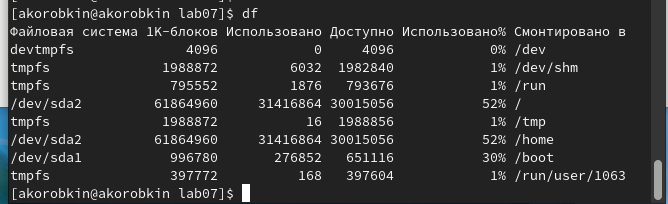 [akorobkin@akorobkin lab07]$ df
Файловая система 1K-блоков Использовано Доступно Использовано% Смонтировано в
devtmpfs 4096 0 4096 0% /dev
tmpfs 1988872 6032 1982840 1% /dev/shm
tmpfs 795552 1876 793676 1% /run
/dev/sda2 61864960 31416864 30015056 52% /
tmpfs 1988872 16 1988856 1% /tmp
/dev/sda2 61864960 31416864 30015056 52% /home
/dev/sda1 996780 276852 651116 30% /boot
tmpfs 397772 168 397604 1% /run/user/1063
[akorobkin@akorobkin lab07]$